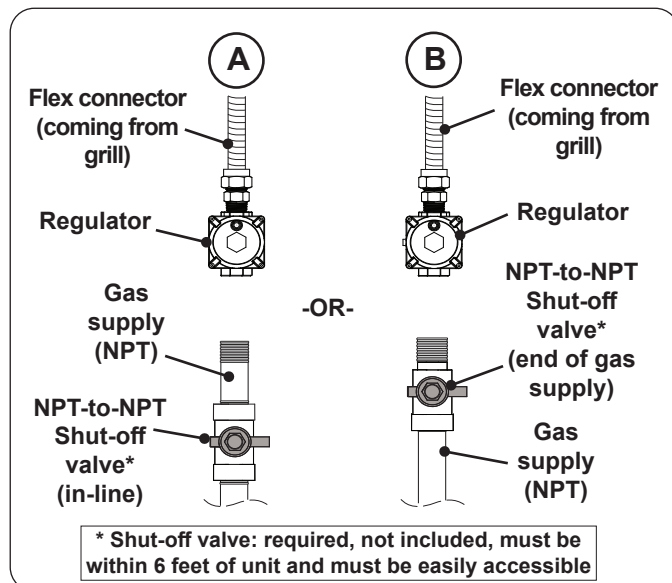 A
Flex connector
(coming from
grill)
Regulator
Gas
supply
(NPT)
NPT-to-NPT
Shut-off
valve*
(in-line)
-OR-
B
Flex connector
(coming from
grill)
Regulator
NPT-to-NPT
Shut-off
valve*
(end of gas
supply)
Gas
supply
(NPT)
* Shut-off valve: required, not included, must be
within 6 feet of unit and must be easily accessible